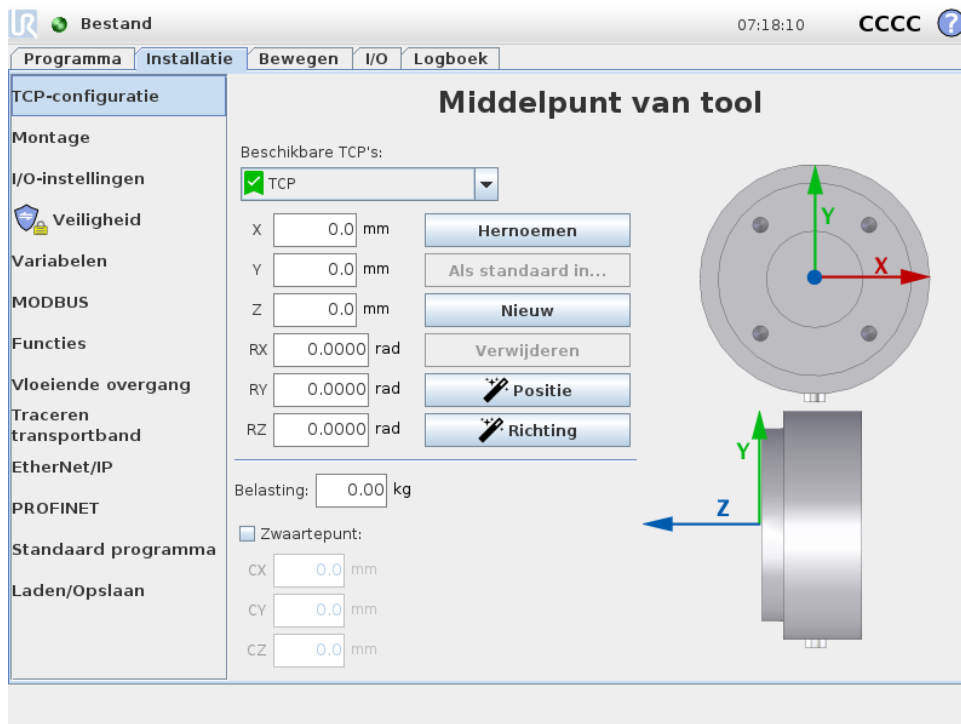 UR Bestand 07:18:10 CCCC ?
Programma Installatie Bewegen I/O Logboek
TCP-configuratie
Montage
I/O-instellingen
Veiligheid
Variabelen
MODBUS
Functies
Vloeiende overgang
Traceren
transportband
EtherNet/IP
PROFINET
Standaard programma
Laden/Opslaan
Middelpunt van tool
Beschikbare TCP's:
TCP
X 0.0 mm Hernoemen
Y 0.0 mm Als standaard in...
Z 0.0 mm Nieuw
RX 0.0000 rad Verwijderen
RY 0.0000 rad Positie
RZ 0.0000 rad Richting
Belasting: 0.00 kg
Zwaartepunt:
CX 0.0 mm
CY 0.0 mm
CZ 0.0 mm
Y
X
Y
Z